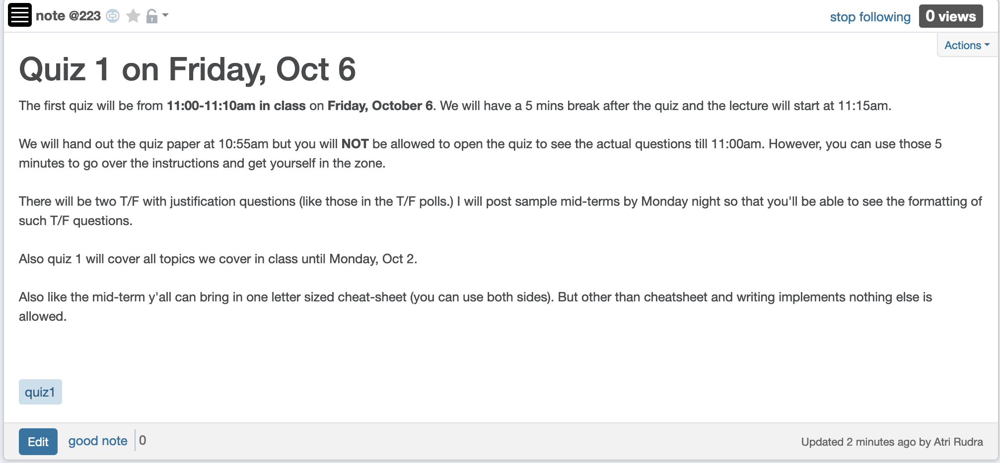 note @223
stop following
0 views
Actions
Quiz 1 on Friday, Oct 6
The first quiz will be from 11:00-11:10am in class on Friday, October 6. We will have a 5 mins break after the quiz and the lecture will start at 11:15am.
We will hand out the quiz paper at 10:55am but you will NOT be allowed to open the quiz to see the actual questions till 11:00am. However, you can use those 5
minutes to go over the instructions and get yourself in the zone.
There will be two T/F with justification questions (like those in the T/F polls.) I will post sample mid-terms by Monday night so that you'll be able to see the formatting of
such T/F questions.
Also quiz 1 will cover all topics we cover in class until Monday, Oct 2.
Also like the mid-term y'all can bring in one letter sized cheat-sheet (you can use both sides). But other than cheatsheet and writing implements nothing else is
allowed.
quiz1
Edit
good note
0
Updated 2 minutes ago by Atri Rudra